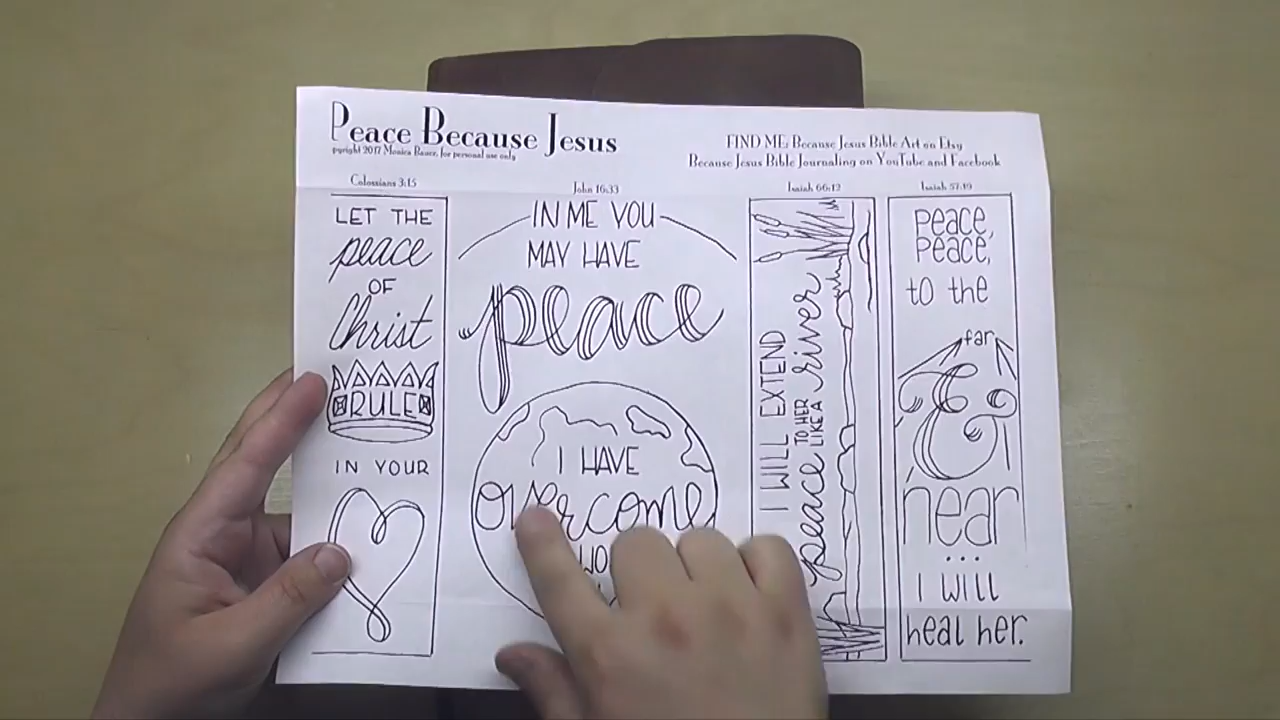 Peace Because Jesus
pyright 2017 Monica Bauer, for personal use only
FIND ME: Because Jesus Bible Art on Etsy
Because Jesus Bible Journaling on YouTube and Facebook
Colossians 3:15
LET THE
peace
OF
Christ
RULE
IN YOUR
John 16:33
IN ME YOU
MAY HAVE
peace
I HAVE
overcome
WO
Isaiah 66:12
I WILL EXTEND
peace TO HER
LIKE A river
Isaiah 57:19
peace,
peace,
to the
far
&
near
...
I will
heal her.